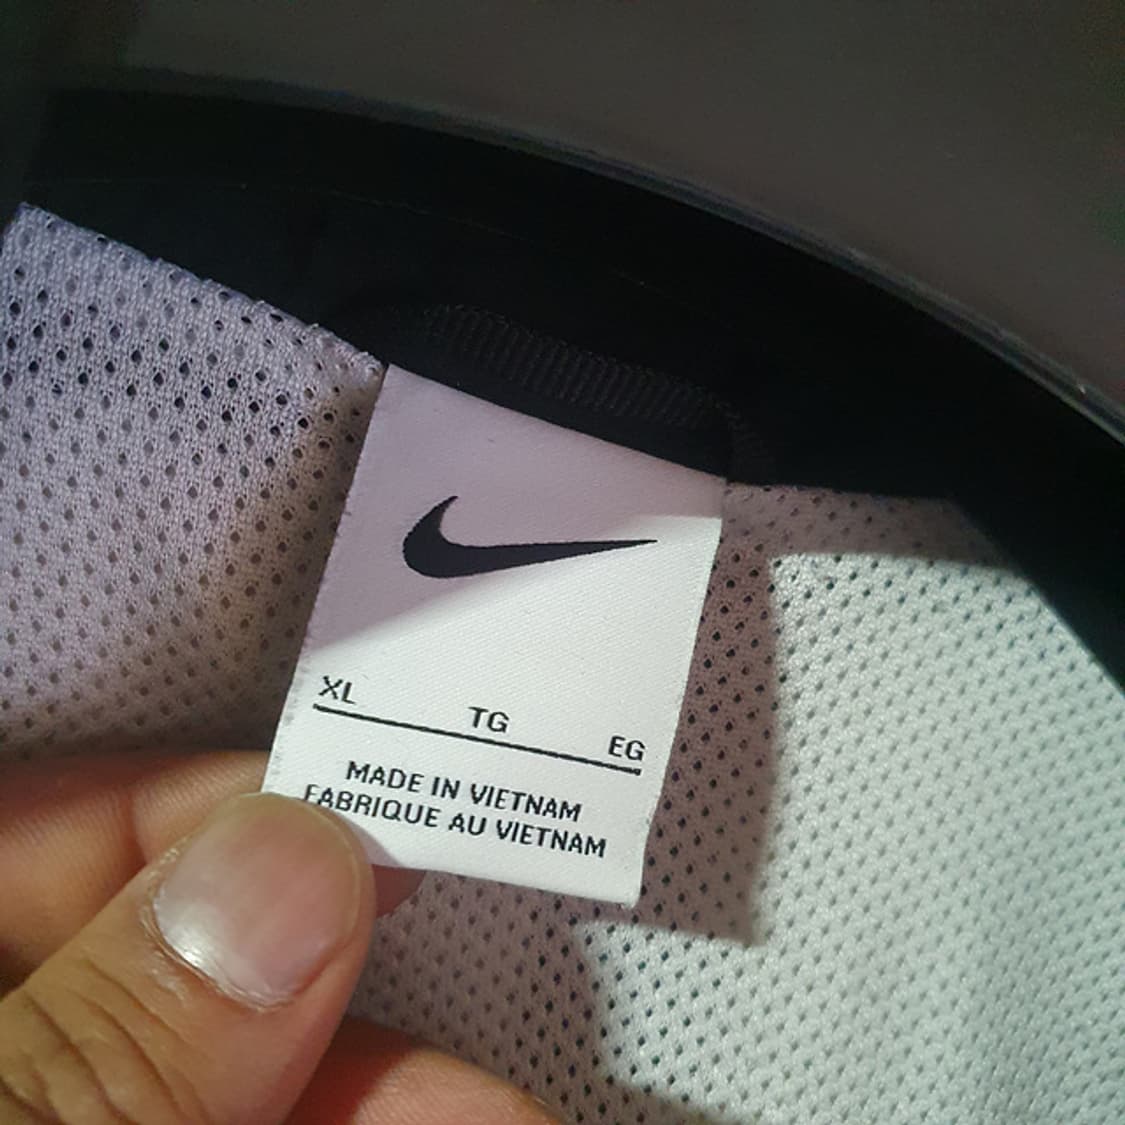 XL TG EG
MADE IN VIETNAM
FABRIQUE AU VIETNAM